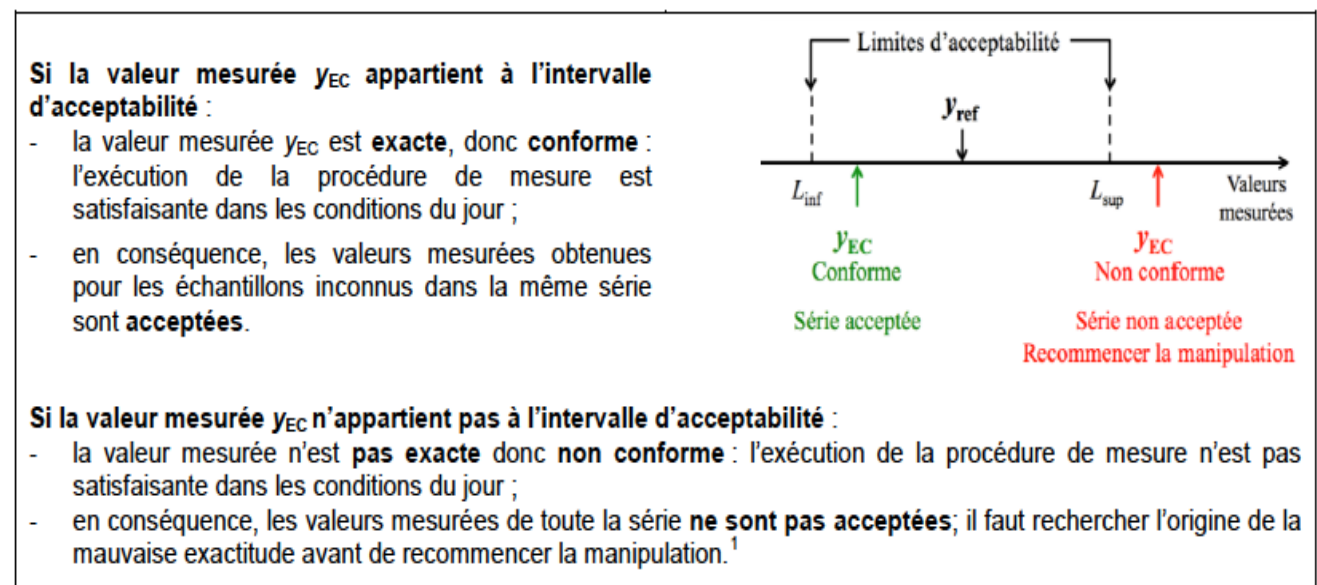 Si la valeur mesurée yEC appartient à l'intervalle
d'acceptabilité :
- la valeur mesurée yEC est exacte, donc conforme :
l'exécution de la procédure de mesure est
satisfaisante dans les conditions du jour ;
- en conséquence, les valeurs mesurées obtenues
pour les échantillons inconnus dans la même série
sont acceptées.
Limites d'acceptabilité
yref
Linf
Lsup
Valeurs
mesurées
yEC
Conforme
Série acceptée
yEC
Non conforme
Série non acceptée
Recommencer la manipulation
Si la valeur mesurée yEC n'appartient pas à l'intervalle d'acceptabilité :
- la valeur mesurée n'est pas exacte donc non conforme : l'exécution de la procédure de mesure n'est pas
satisfaisante dans les conditions du jour ;
- en conséquence, les valeurs mesurées de toute la série ne sont pas acceptées; il faut rechercher l'origine de la
mauvaise exactitude avant de recommencer la manipulation.1